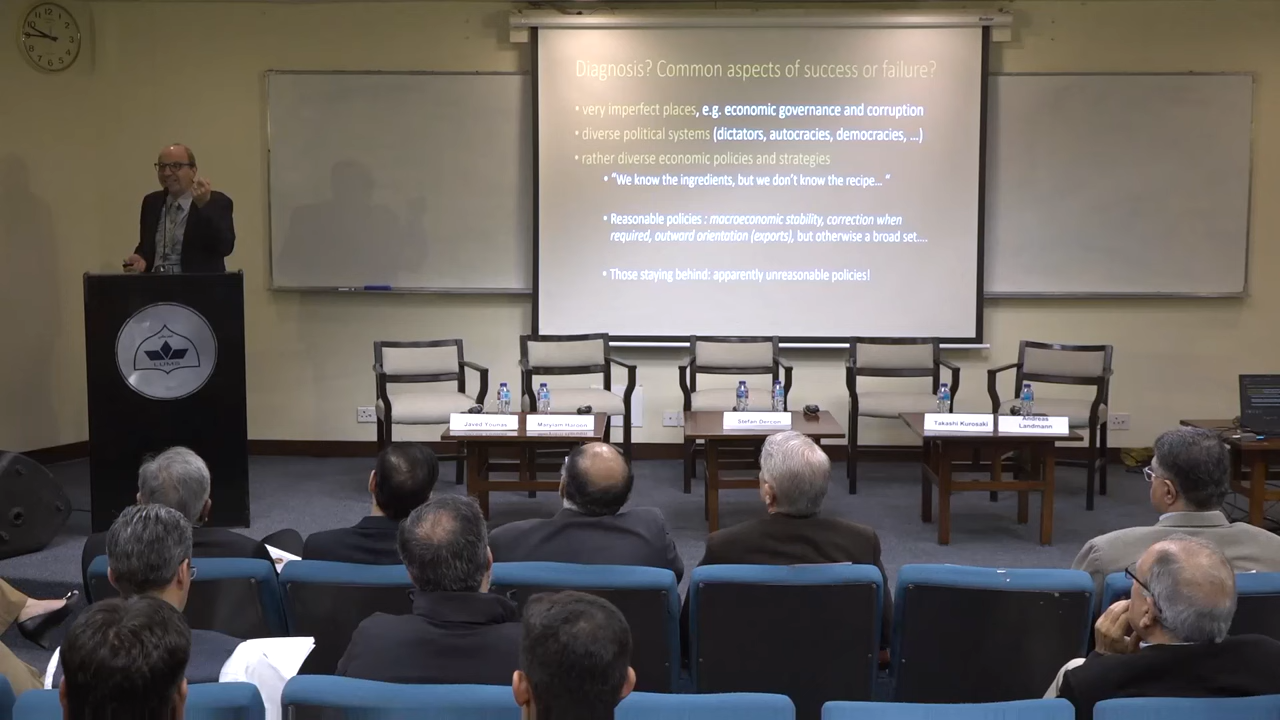 Diagnosis? Common aspects of success or failure?
• very imperfect places, e.g. economic governance and corruption
• diverse political systems (dictators, autocracies, democracies, ...)
• rather diverse economic policies and strategies
• "We know the ingredients, but we don't know the recipe... "
• Reasonable policies : macroeconomic stability, correction when
required, outward orientation (exports), but otherwise a broad set....
• Those staying behind: apparently unreasonable policies!
LUMS
Javed Younas
Maryiam Haroon
Stefan Dercon
Takashi Kurosaki
Andreas
Landmann